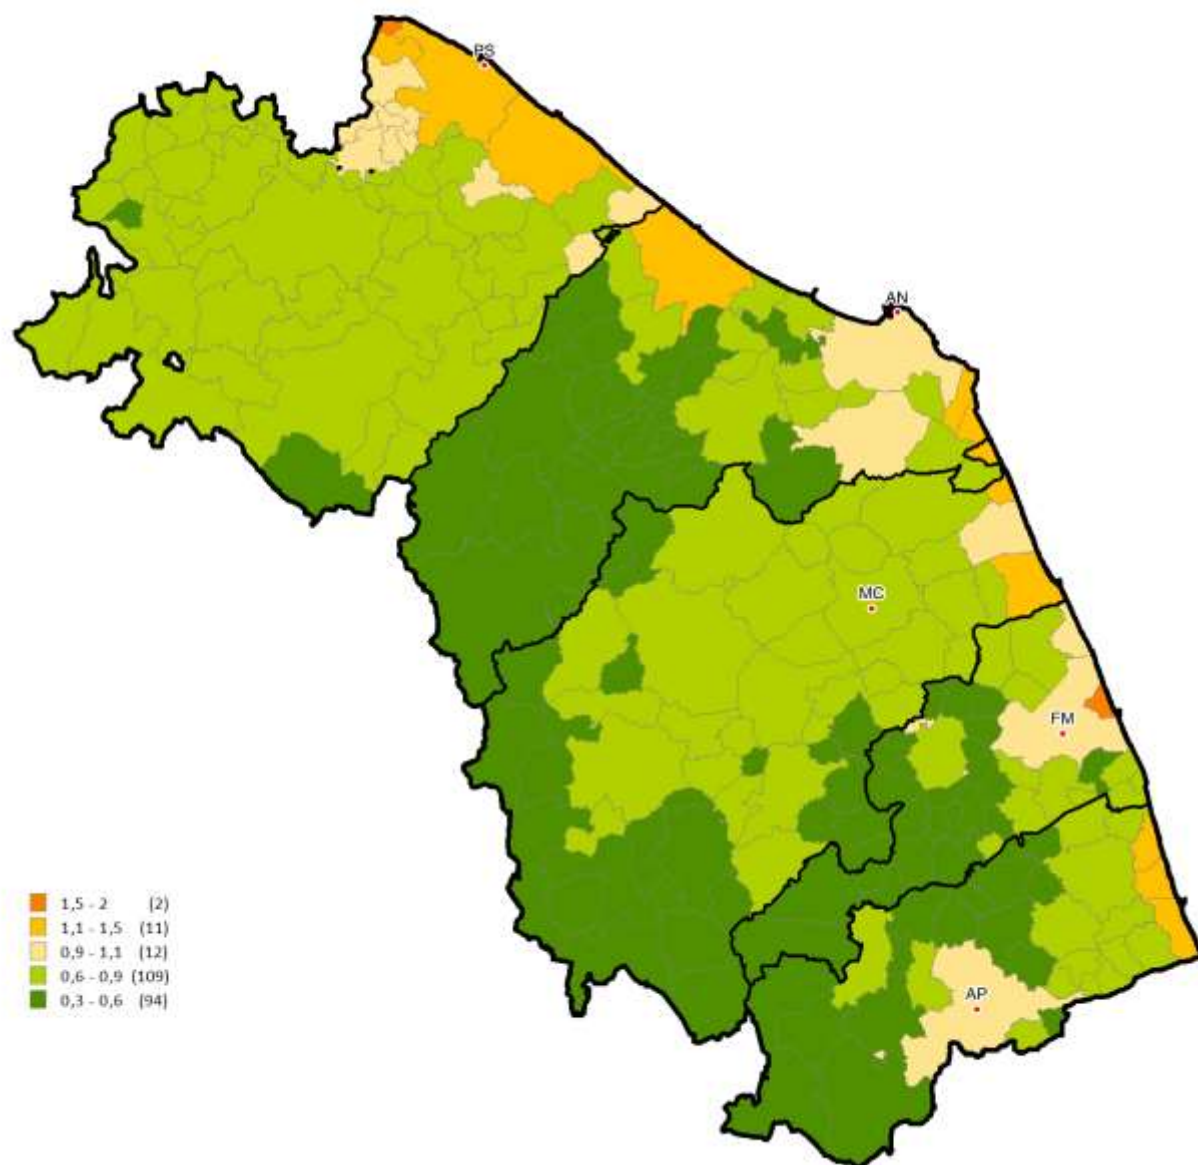 PS
AN
MC
FM
AP
1,5 - 2 (2)
1,1 - 1,5 (11)
0,9 - 1,1 (12)
0,6 - 0,9 (109)
0,3 - 0,6 (94)